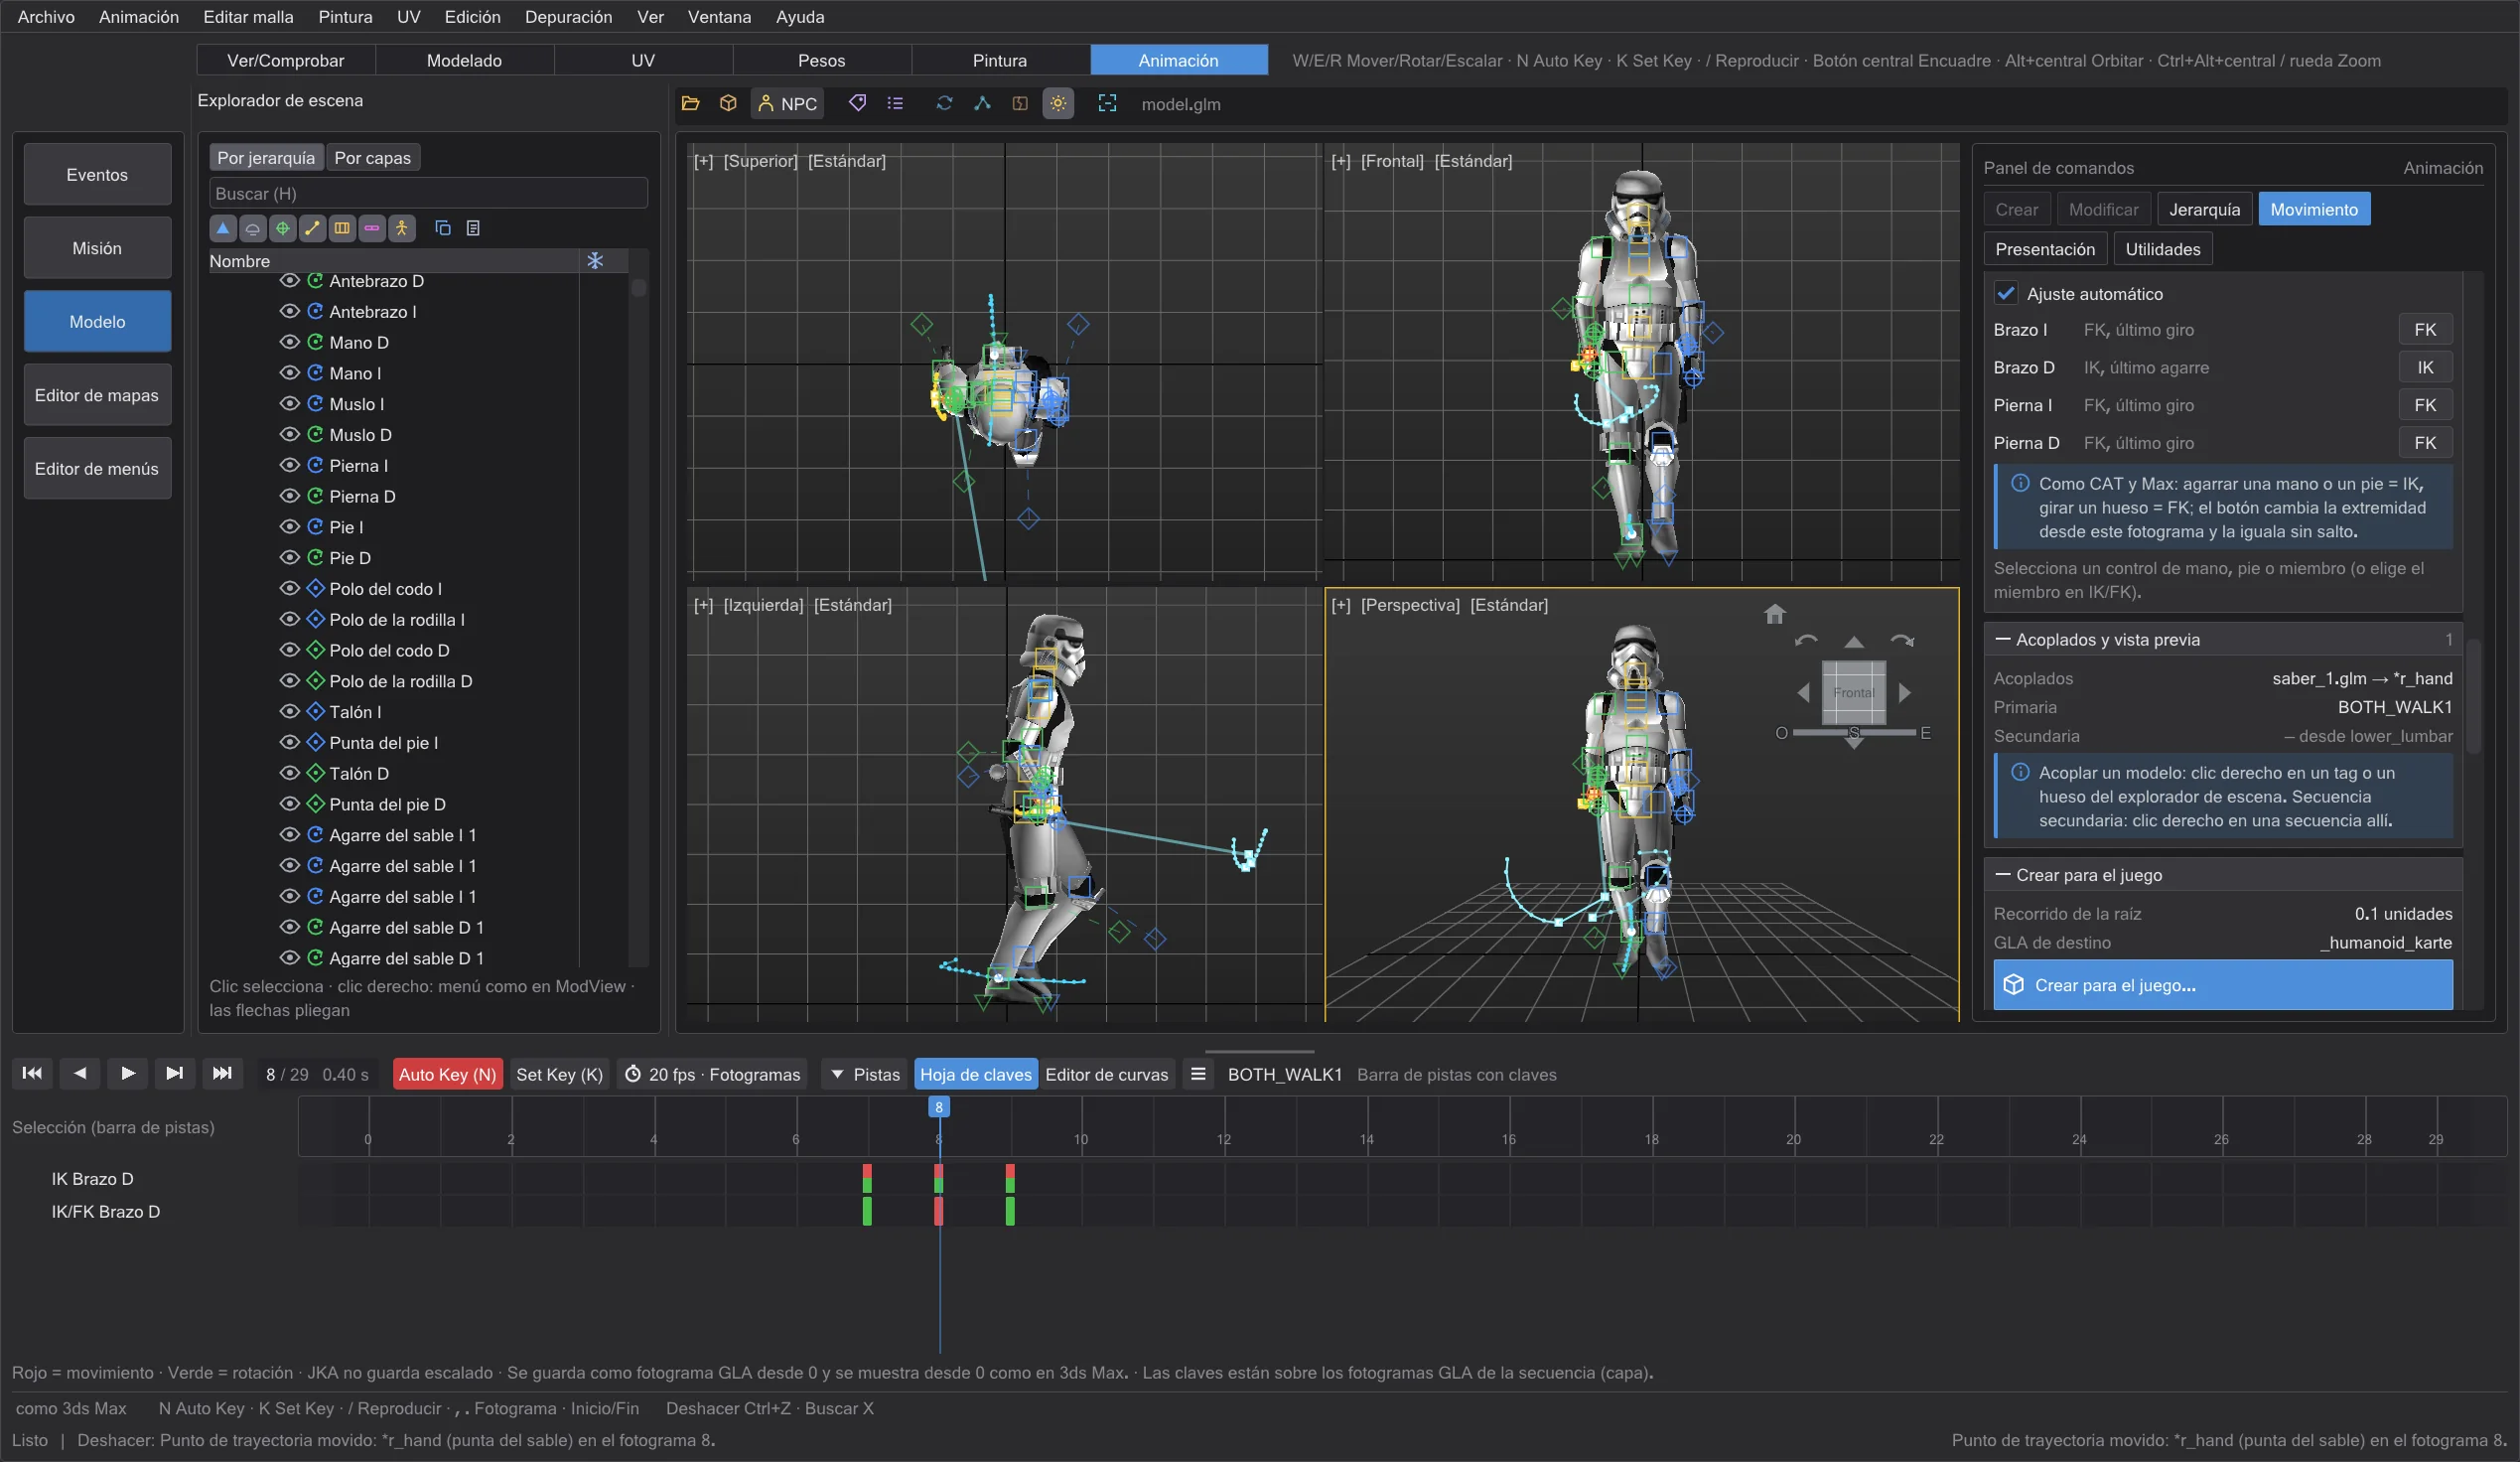 Archivo Animación Editar malla Pintura UV Edición Depuración Ver Ventana Ayuda
Ver/Comprobar Modelado UV Pesos Pintura Animación W/E/R Mover/Rotar/Escalar · N Auto Key · K Set Key · / Reproducir · Botón central Encuadre · Alt+central Orbitar · Ctrl+Alt+central / rueda Zoom
Explorador de escena
NPC model.glm
Eventos
Misión
Modelo
Editor de mapas
Editor de menús
Por jerarquía Por capas
Buscar (H)
Nombre
Antebrazo D
Antebrazo I
Mano D
Mano I
Muslo I
Muslo D
Pierna I
Pierna D
Pie I
Pie D
Polo del codo I
Polo de la rodilla I
Polo del codo D
Polo de la rodilla D
Talón I
Punta del pie I
Talón D
Punta del pie D
Agarre del sable I 1
Agarre del sable I 1
Agarre del sable I 1
Agarre del sable D 1
Agarre del sable D 1
Clic selecciona · clic derecho: menú como en ModView ·
las flechas pliegan
[+] [Superior] [Estándar]
[+] [Frontal] [Estándar]
[+] [Izquierda] [Estándar]
[+] [Perspectiva] [Estándar]
Frontal
O S E
Panel de comandos Animación
Crear Modificar Jerarquía Movimiento
Presentación Utilidades
Ajuste automático
Brazo I FK, último giro FK
Brazo D IK, último agarre IK
Pierna I FK, último giro FK
Pierna D FK, último giro FK
Como CAT y Max: agarrar una mano o un pie = IK,
girar un hueso = FK; el botón cambia la extremidad
desde este fotograma y la iguala sin salto.
Selecciona un control de mano, pie o miembro (o elige el
miembro en IK/FK).
Acoplados y vista previa 1
Acoplados saber_1.glm → *r_hand
Primaria BOTH_WALK1
Secundaria – desde lower_lumbar
Acoplar un modelo: clic derecho en un tag o un
hueso del explorador de escena. Secuencia
secundaria: clic derecho en una secuencia allí.
Crear para el juego
Recorrido de la raíz 0.1 unidades
GLA de destino _humanoid_karte
Crear para el juego...
8 / 29 0.40 s Auto Key (N) Set Key (K) 20 fps · Fotogramas Pistas Hoja de claves Editor de curvas BOTH_WALK1 Barra de pistas con claves
8
Selección (barra de pistas)
0 2 4 6 8 10 12 14 16 18 20 22 24 26 28 29
IK Brazo D
IK/FK Brazo D
Rojo = movimiento · Verde = rotación · JKA no guarda escalado · Se guarda como fotograma GLA desde 0 y se muestra desde 0 como en 3ds Max. · Las claves están sobre los fotogramas GLA de la secuencia (capa).
como 3ds Max N Auto Key · K Set Key · / Reproducir · , . Fotograma · Inicio/Fin Deshacer Ctrl+Z · Buscar X
Listo | Deshacer: Punto de trayectoria movido: *r_hand (punta del sable) en el fotograma 8. Punto de trayectoria movido: *r_hand (punta del sable) en el fotograma 8.